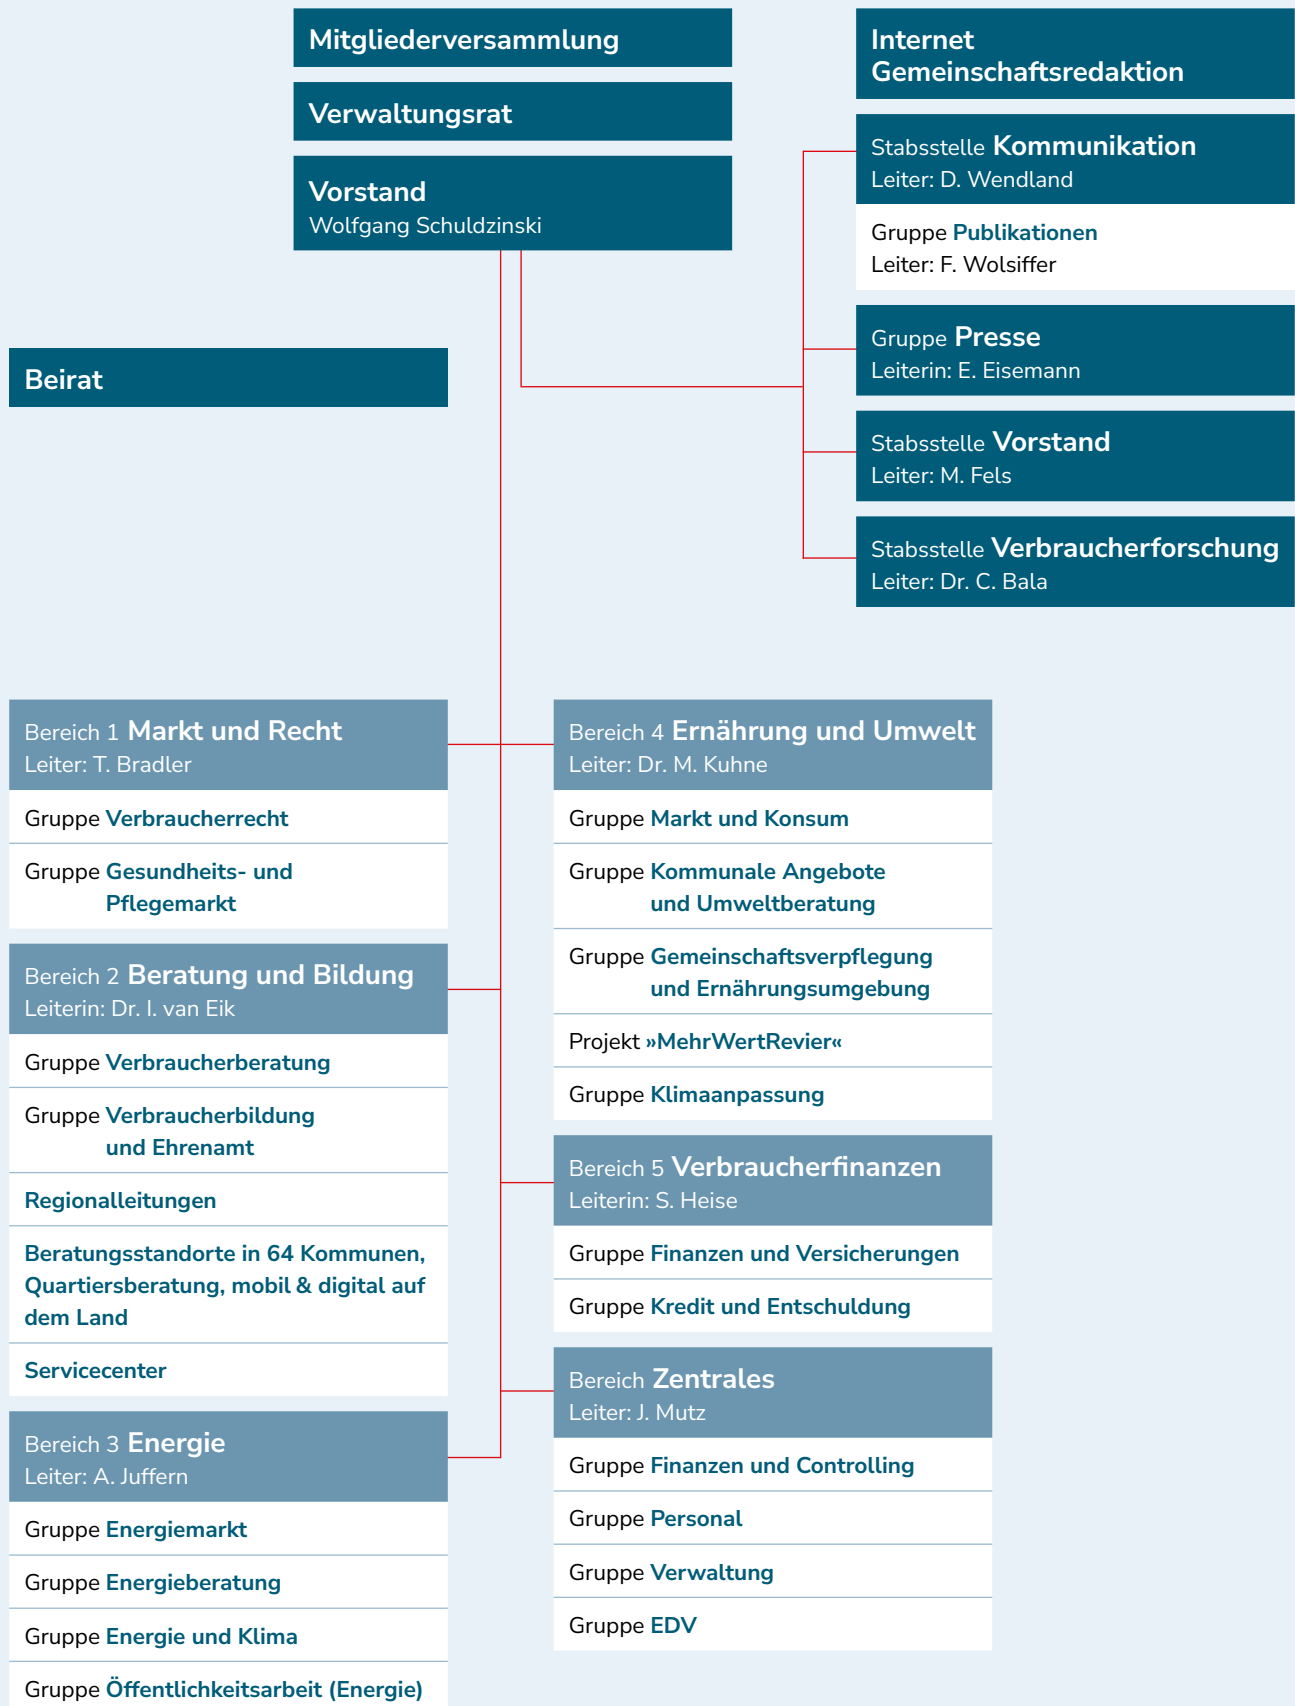 Mitgliederversammlung
Verwaltungsrat
Vorstand
Wolfgang Schuldzinski
Internet
Gemeinschaftsredaktion
Stabsstelle Kommunikation
Leiter: D. Wendland
Gruppe Publikationen
Leiter: F. Wolsiffer
Gruppe Presse
Leiterin: E. Eisemann
Stabsstelle Vorstand
Leiter: M. Fels
Stabsstelle Verbraucherforschung
Leiter: Dr. C. Bala
Beirat
Bereich 1 Markt und Recht
Leiter: T. Bradler
Gruppe Verbraucherrecht
Gruppe Gesundheits- und
Pflegemarkt
Bereich 2 Beratung und Bildung
Leiterin: Dr. I. van Eik
Gruppe Verbraucherberatung
Gruppe Verbraucherbildung
und Ehrenamt
Regionalleitungen
Beratungsstandorte in 64 Kommunen,
Quartiersberatung, mobil & digital auf
dem Land
Servicecenter
Bereich 3 Energie
Leiter: A. Juffern
Gruppe Energiemarkt
Gruppe Energieberatung
Gruppe Energie und Klima
Gruppe Öffentlichkeitsarbeit (Energie)
Bereich 4 Ernährung und Umwelt
Leiter: Dr. M. Kuhne
Gruppe Markt und Konsum
Gruppe Kommunale Angebote
und Umweltberatung
Gruppe Gemeinschaftsverpflegung
und Ernährungsumgebung
Projekt »MehrWertRevier«
Gruppe Klimaanpassung
Bereich 5 Verbraucherfinanzen
Leiterin: S. Heise
Gruppe Finanzen und Versicherungen
Gruppe Kredit und Entschuldung
Bereich Zentrales
Leiter: J. Mutz
Gruppe Finanzen und Controlling
Gruppe Personal
Gruppe Verwaltung
Gruppe EDV